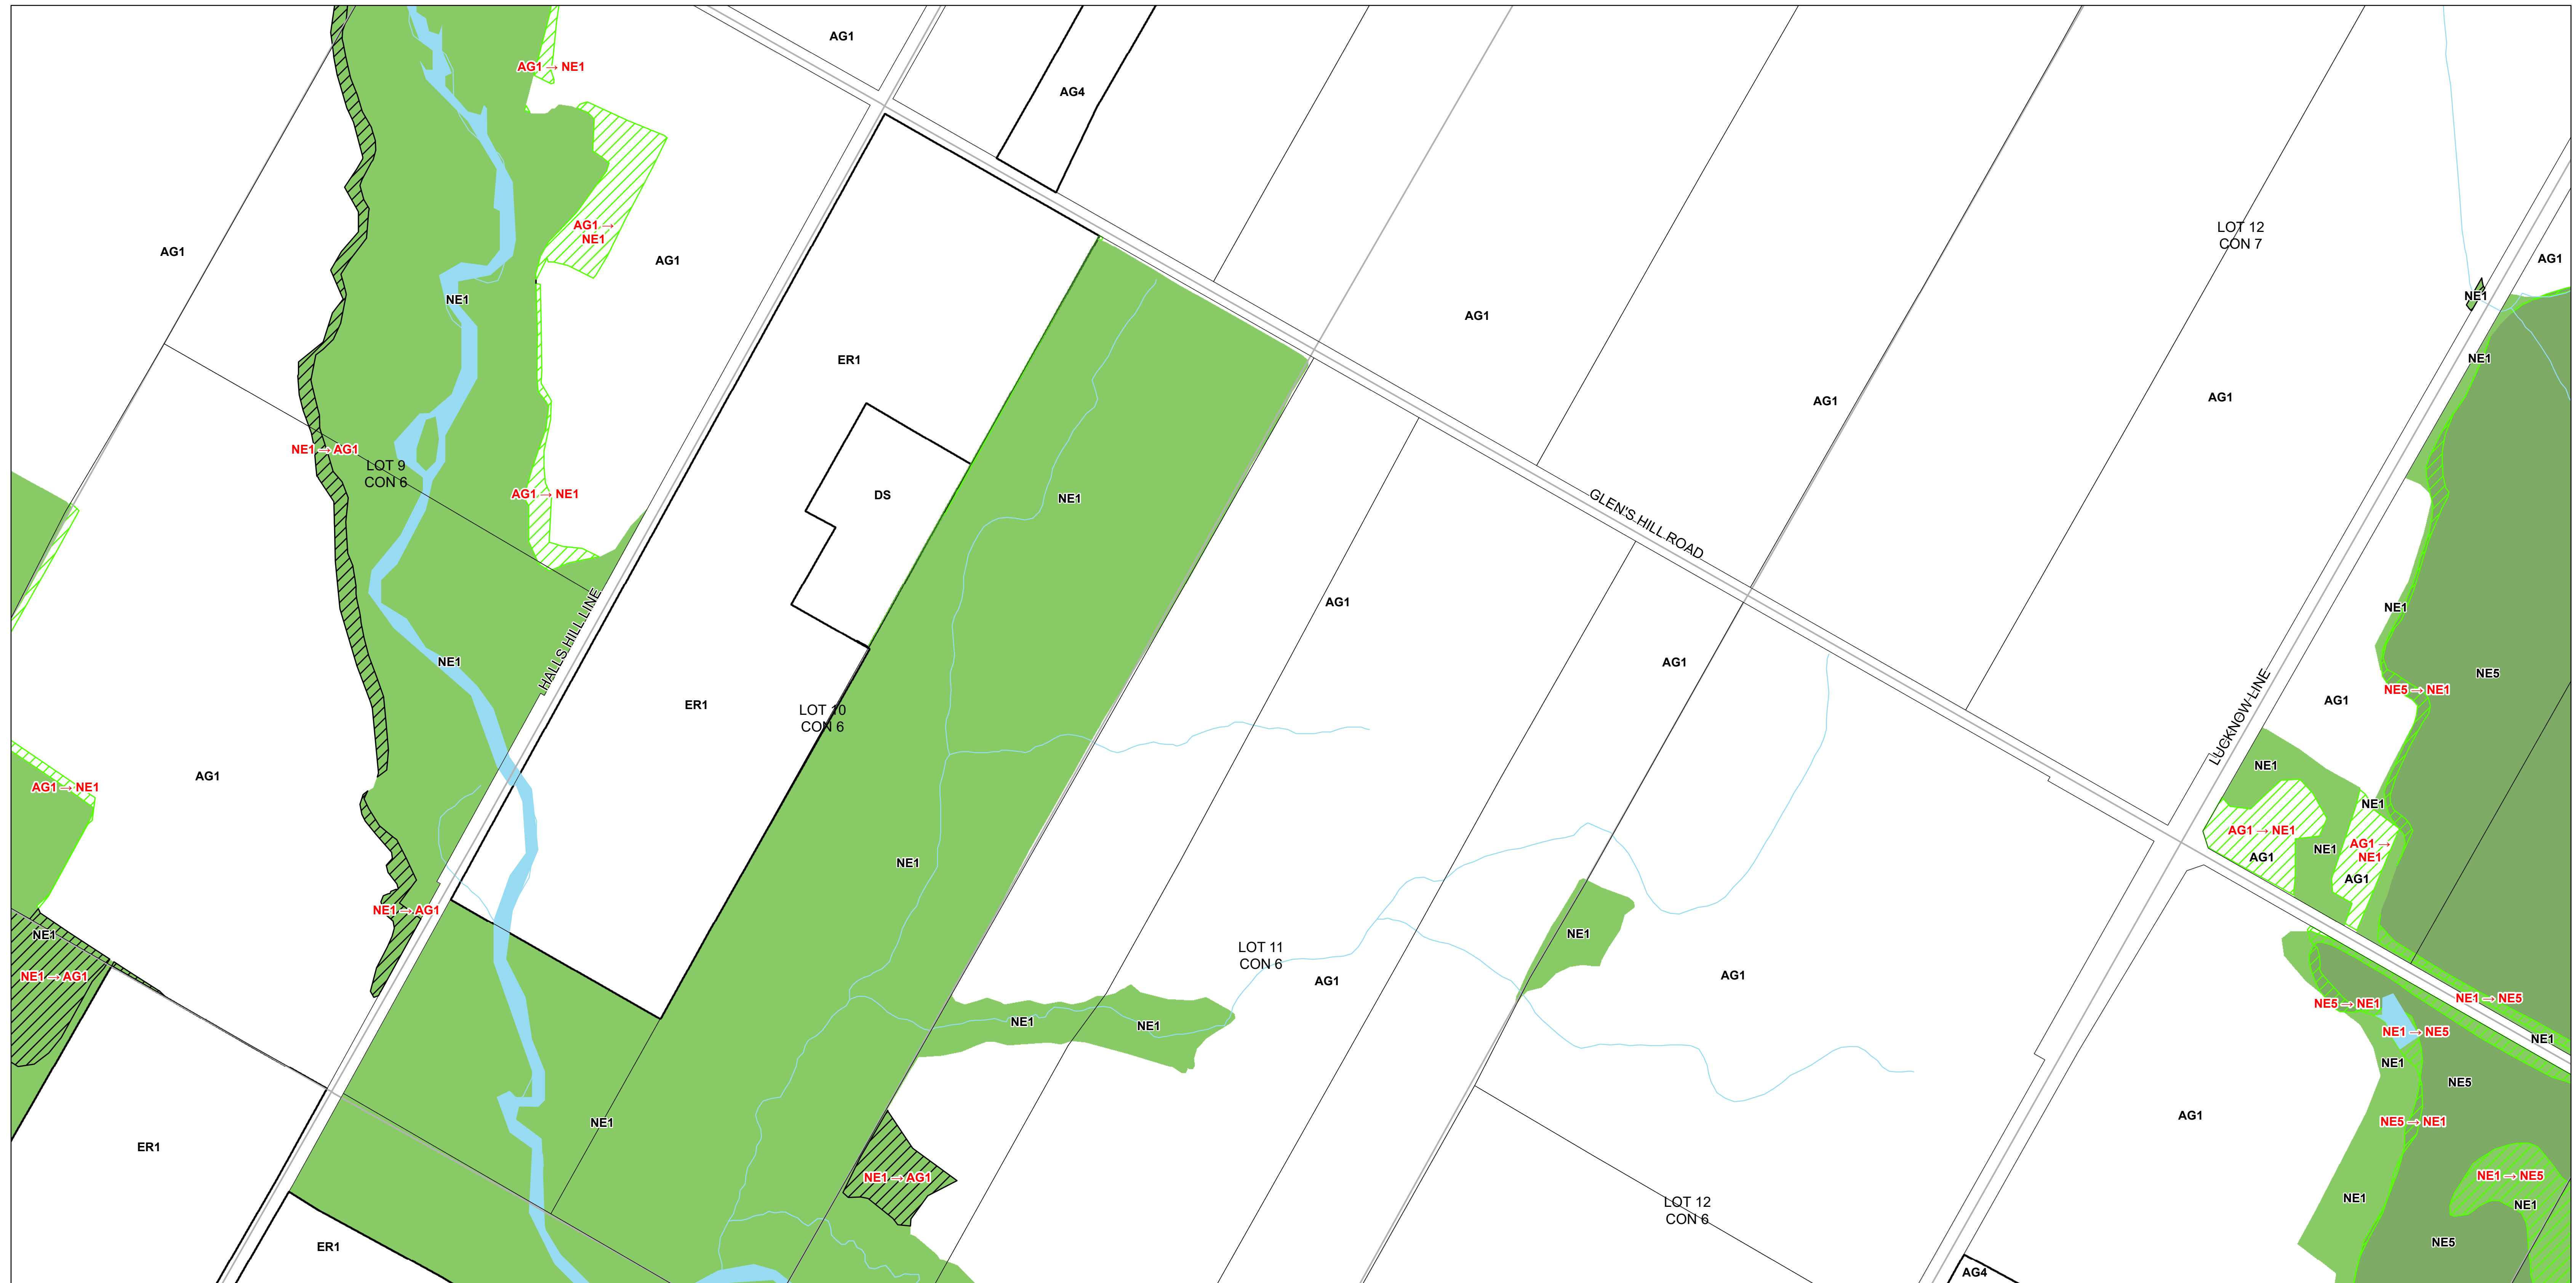 AG1
AG1 → NE1
AG4
AG1 →
NE1
LOT 12
CON 7
AG1
AG1
AG1
NE1
NE1
AG1
ER1
NE1
AG1
AG1
NE1 → AG1
LOT 9
CON 6
AG1 → NE1
DS
NE1
GLEN'S HILL ROAD
HALLS HILL LINE
AG1
NE1
NE1
AG1
NE5
NE5 → NE1
ER1
LOT 10
CON 6
LUCKNOW LINE
AG1
AG1
AG1 → NE1
NE1
NE1
AG1 → NE1
AG1
NE1
AG1 →
NE1
AG1
NE1
NE1 → AG1
NE1
NE1
LOT 11
CON 6
AG1
AG1
NE1 → AG1
NE5 → NE1
NE1 → NE5
NE1
NE1
NE1 → NE5
NE1
NE1
NE5
NE1
ER1
AG1
NE5 → NE1
NE1 → AG1
NE1 → NE5
NE1
NE1
LOT 12
CON 6
ER1
NE5
AG4